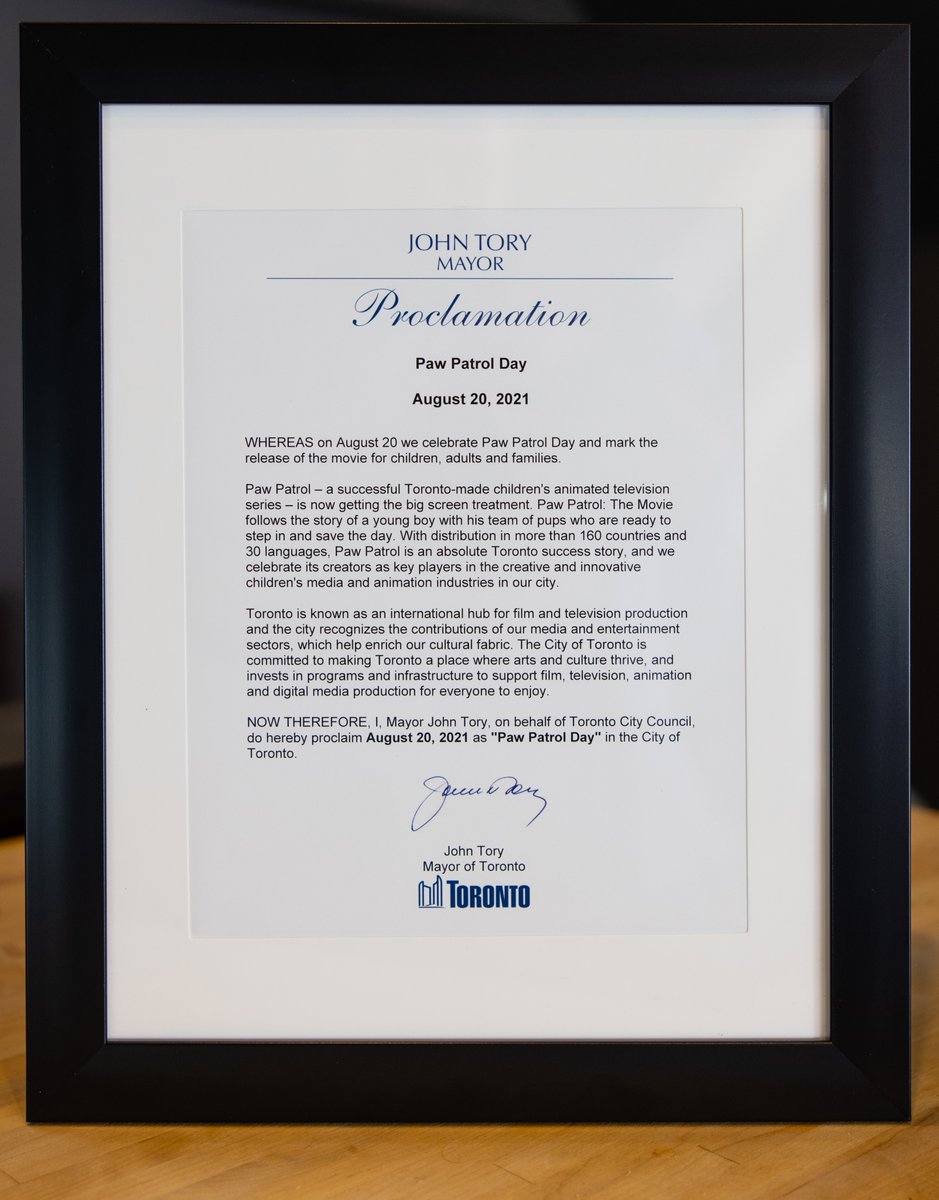 JOHN TORY
MAYOR
Proclamation
Paw Patrol Day
August 20, 2021
WHEREAS on August 20 we celebrate Paw Patrol Day and mark the
release of the movie for children, adults and families.
Paw Patrol – a successful Toronto-made children's animated television
series – is now getting the big screen treatment. Paw Patrol: The Movie
follows the story of a young boy with his team of pups who are ready to
step in and save the day. With distribution in more than 160 countries and
30 languages, Paw Patrol is an absolute Toronto success story, and we
celebrate its creators as key players in the creative and innovative
children's media and animation industries in our city.
Toronto is known as an international hub for film and television production
and the city recognizes the contributions of our media and entertainment
sectors, which help enrich our cultural fabric. The City of Toronto is
committed to making Toronto a place where arts and culture thrive, and
invests in programs and infrastructure to support film, television, animation
and digital media production for everyone to enjoy.
NOW THEREFORE, I, Mayor John Tory, on behalf of Toronto City Council,
do hereby proclaim August 20, 2021 as "Paw Patrol Day" in the City of
Toronto.
John Tory
John Tory
Mayor of Toronto
TORONTO